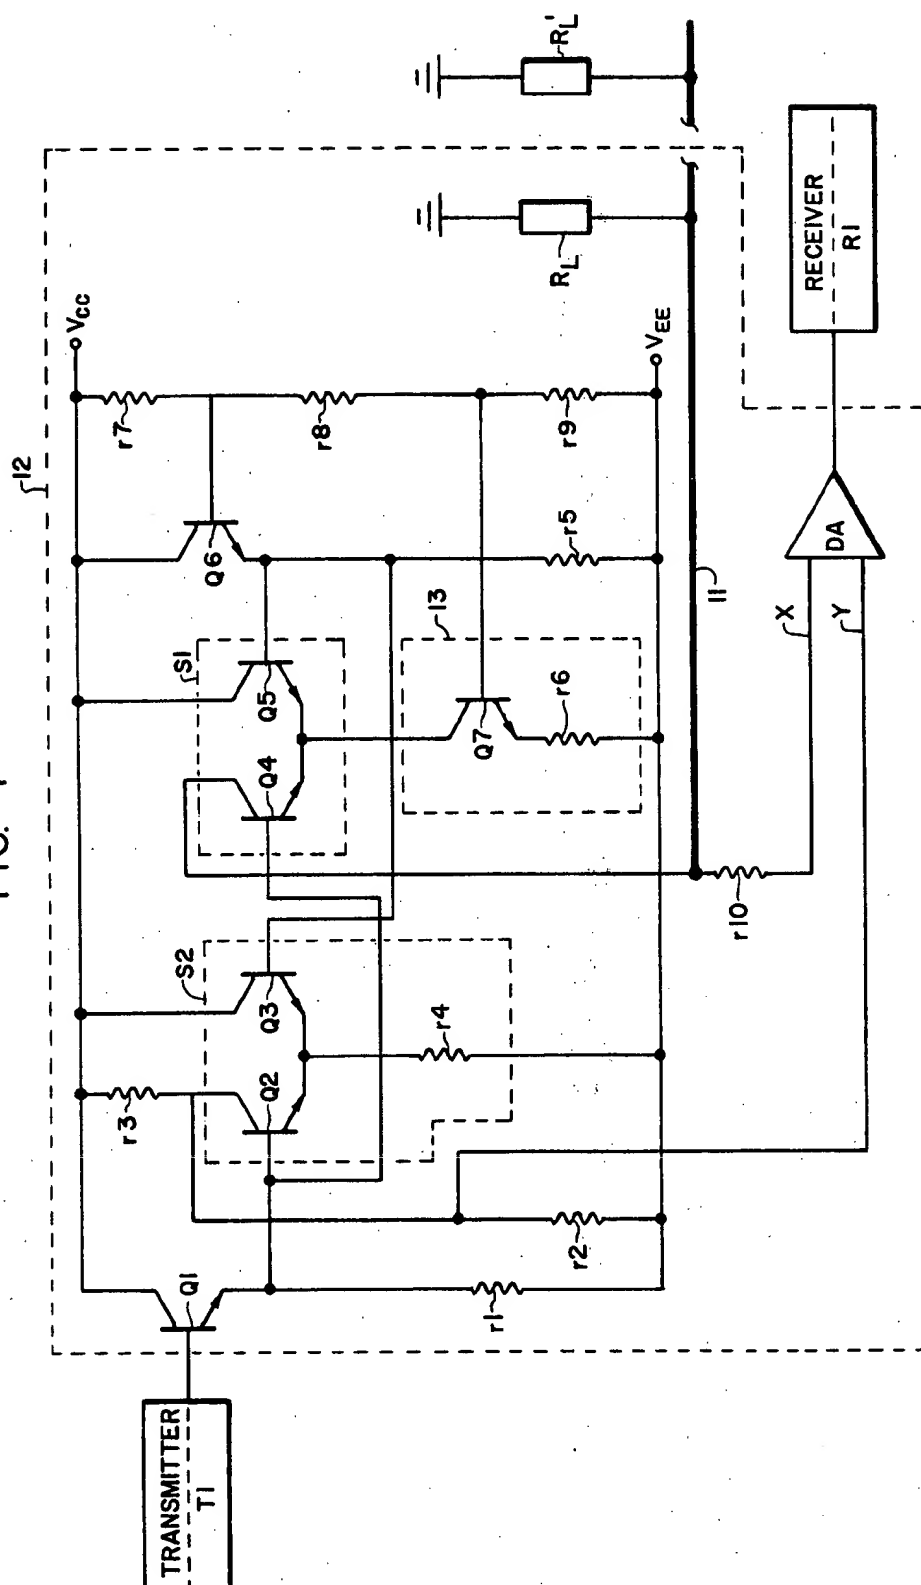 12
VCC
r7
r8
r9
VEE
RL
RL'
RECEIVER
R1
Q6
r5
11
DA
X
Y
S1
Q5
Q4
13
Q7
r6
r10
S2
Q3
Q2
r4
r3
r2
Q1
r1
TRANSMITTER
T1